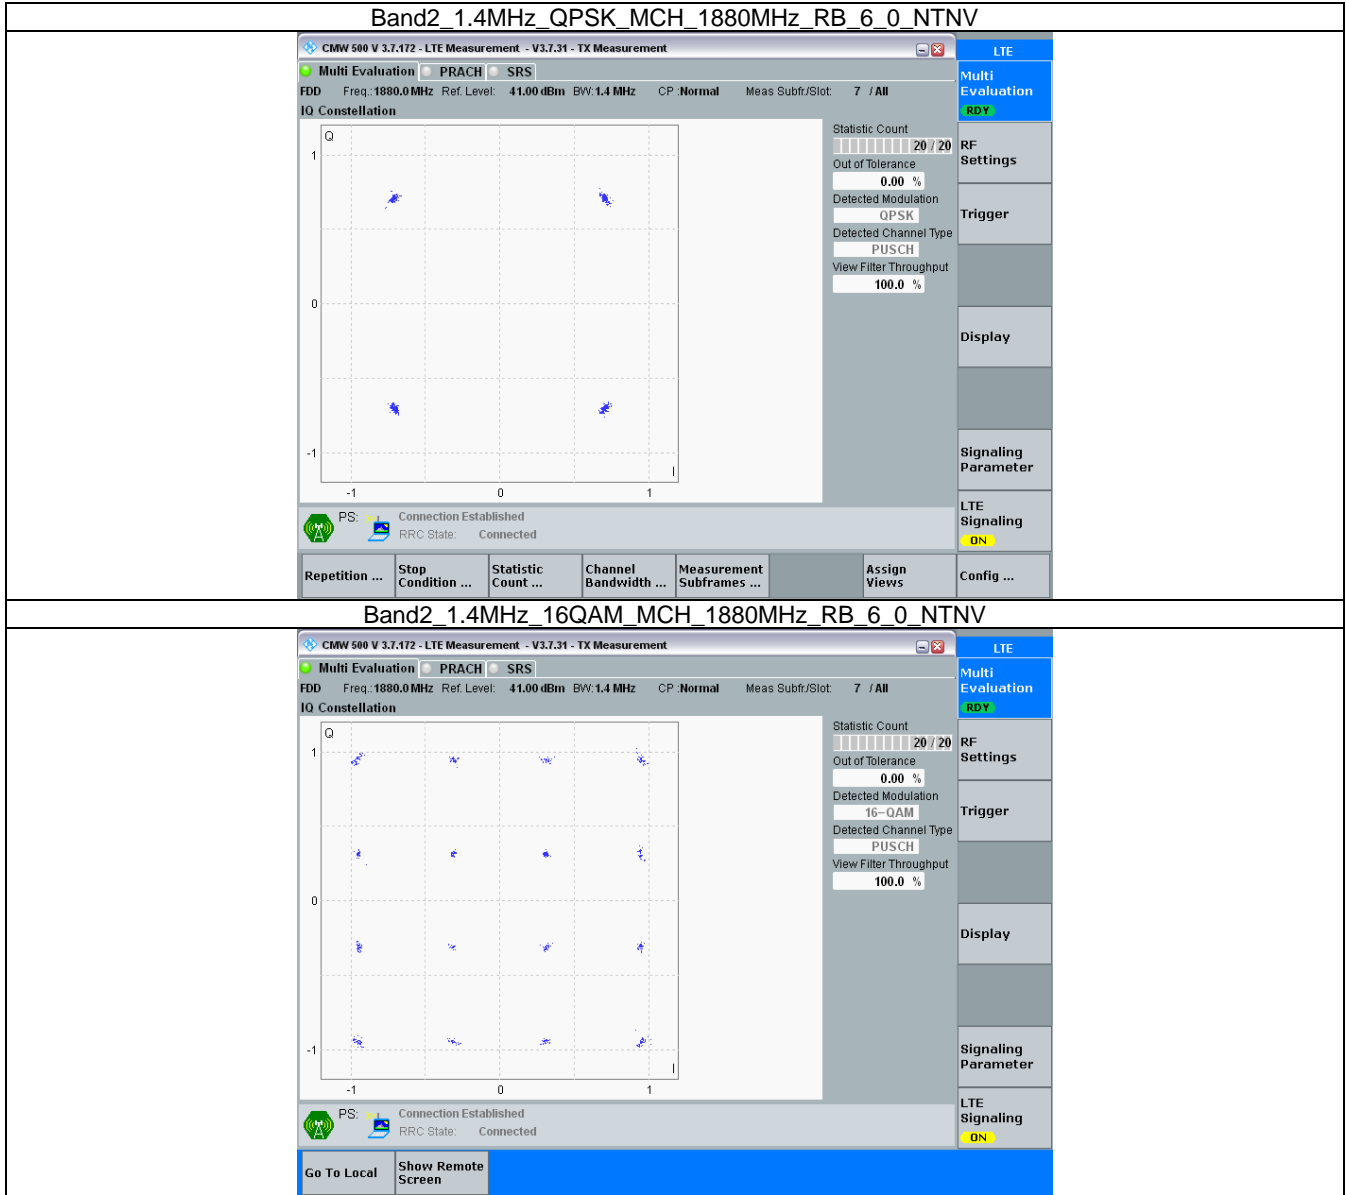 Band2_1.4MHz_QPSK_MCH_1880MHz_RB_6_0_NTNV
CMW 500 V 3.7.172 - LTE Measurement - V3.7.31 - TX Measurement
LTE
Multi Evaluation PRACH SRS
Multi
Evaluation
RDY
FDD Freq.:1880.0 MHz Ref. Level: 41.00 dBm BW:1.4 MHz CP :Normal Meas Subfr./Slot: 7 / All
IQ Constellation
Q
1
0
-1
I
-1 0 1
Statistic Count
20 / 20
Out of Tolerance
0.00 %
Detected Modulation
QPSK
Detected Channel Type
PUSCH
View Filter Throughput
100.0 %
RF
Settings
Trigger
Display
Signaling
Parameter
LTE
Signaling
ON
PS: Connection Established
RRC State: Connected
Repetition ...
Stop
Condition ...
Statistic
Count ...
Channel
Bandwidth ...
Measurement
Subframes ...
Assign
Views
Config ...
Band2_1.4MHz_16QAM_MCH_1880MHz_RB_6_0_NTNV
CMW 500 V 3.7.172 - LTE Measurement - V3.7.31 - TX Measurement
LTE
Multi Evaluation PRACH SRS
Multi
Evaluation
RDY
FDD Freq.:1880.0 MHz Ref. Level: 41.00 dBm BW:1.4 MHz CP :Normal Meas Subfr./Slot: 7 / All
IQ Constellation
Q
1
0
-1
I
-1 0 1
Statistic Count
20 / 20
Out of Tolerance
0.00 %
Detected Modulation
16-QAM
Detected Channel Type
PUSCH
View Filter Throughput
100.0 %
RF
Settings
Trigger
Display
Signaling
Parameter
LTE
Signaling
ON
PS: Connection Established
RRC State: Connected
Go To Local
Show Remote
Screen